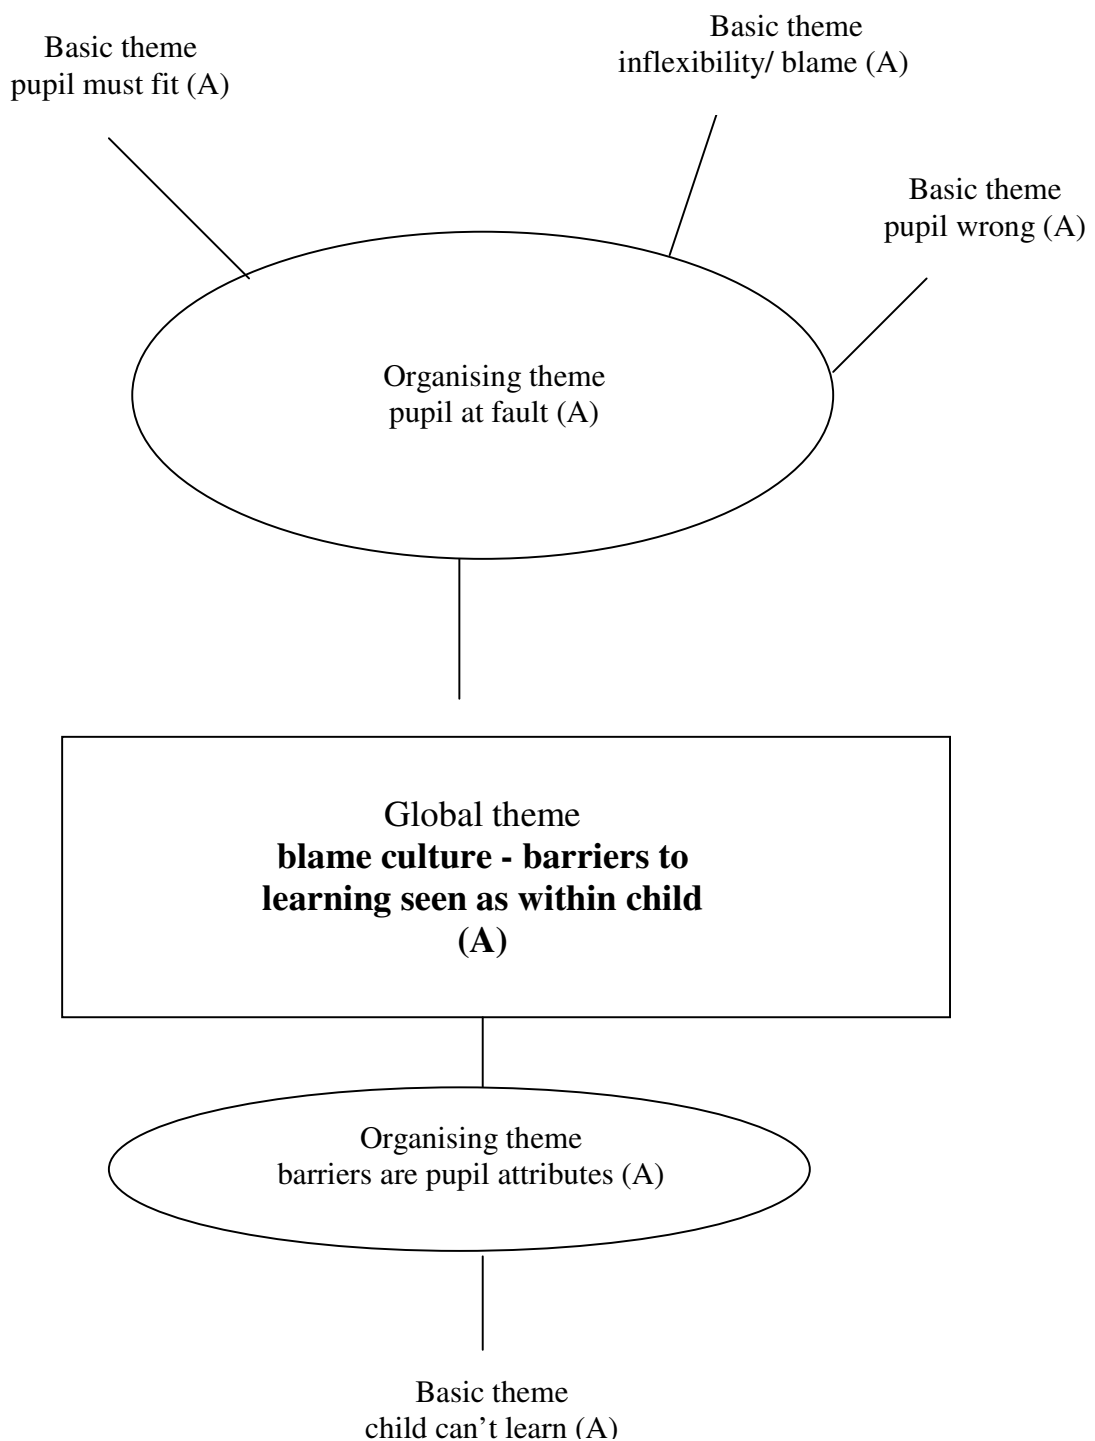 Basic theme
pupil must fit (A)
Basic theme
inflexibility/ blame (A)
Basic theme
pupil wrong (A)
Organising theme
pupil at fault (A)
Global theme
blame culture - barriers to
learning seen as within child
(A)
Organising theme
barriers are pupil attributes (A)
Basic theme
child can’t learn (A)